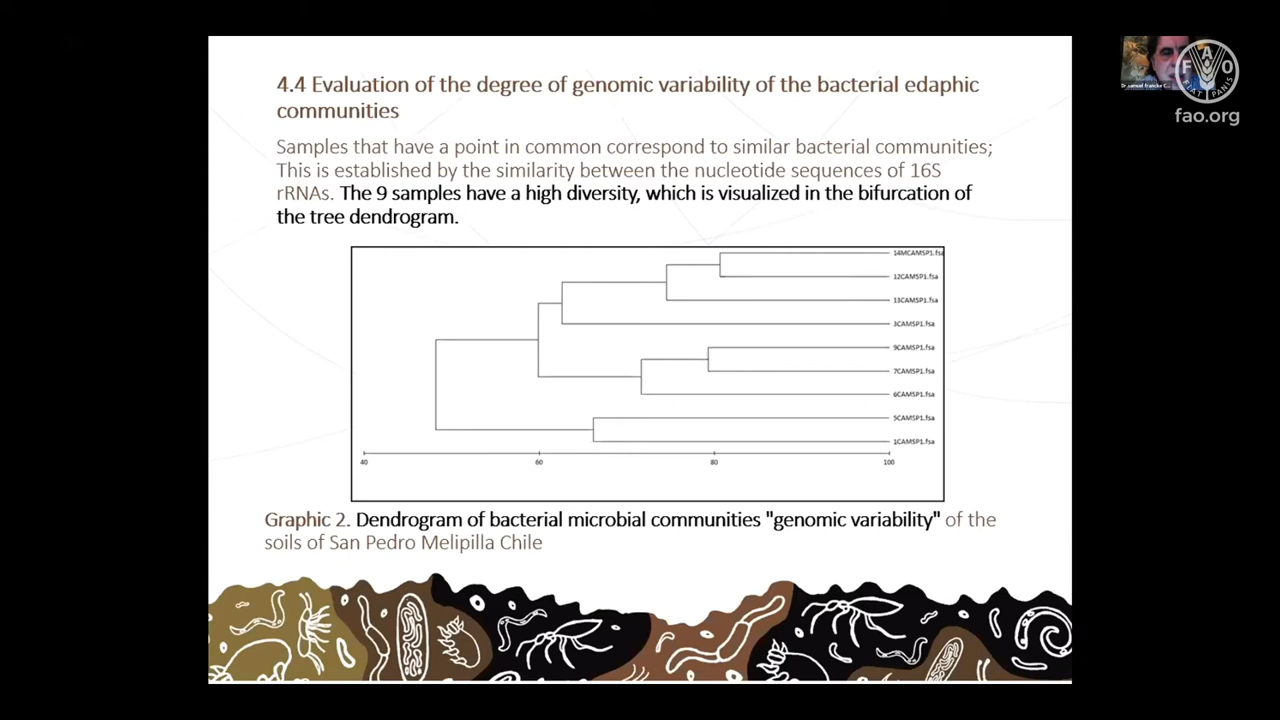 4.4 Evaluation of the degree of genomic variability of the bacterial edaphic
communities
Samples that have a point in common correspond to similar bacterial communities;
This is established by the similarity between the nucleotide sequences of 16S
rRNAs. The 9 samples have a high diversity, which is visualized in the bifurcation of
the tree dendrogram.
14MCAMSP1.fsa
12CAMSP1.fsa
13CAMSP1.fsa
3CAMSP1.fsa
9CAMSP1.fsa
7CAMSP1.fsa
6CAMSP1.fsa
5CAMSP1.fsa
1CAMSP1.fsa
40 60 80 100
Graphic 2. Dendrogram of bacterial microbial communities "genomic variability" of the
soils of San Pedro Melipilla Chile
F A O
FIAT PANIS
fao.org
Dr.samuel francke C...